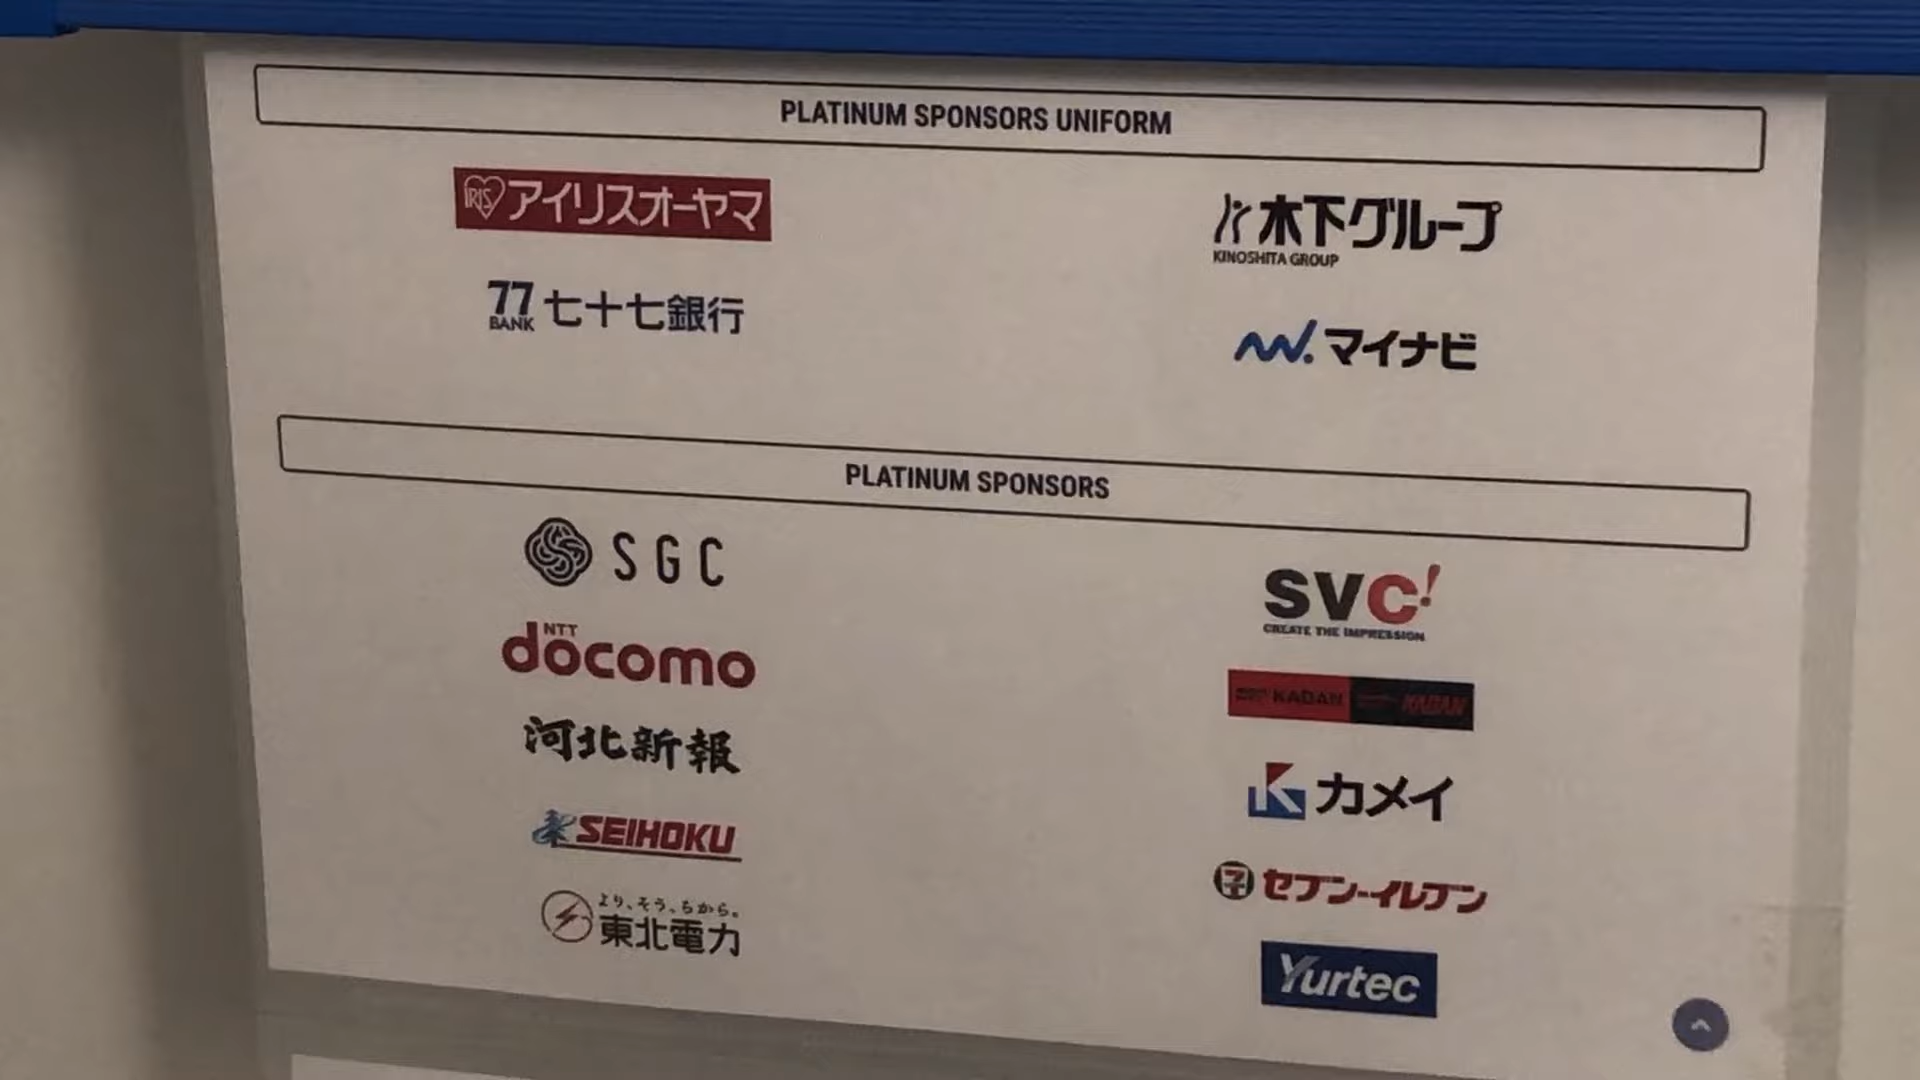 PLATINUM SPONSORS UNIFORM
IRIS アイリスオーヤマ
木下グループ
KINOSHITA GROUP
77 BANK 七十七銀行
マイナビ
PLATINUM SPONSORS
SGC
SVC!
CREATE THE IMPRESSION
NTT
docomo
KADAN KADAN
河北新報
カメイ
SEIHOKU
セブン-イレブン
より、そう、ちから。
東北電力
Yurtec